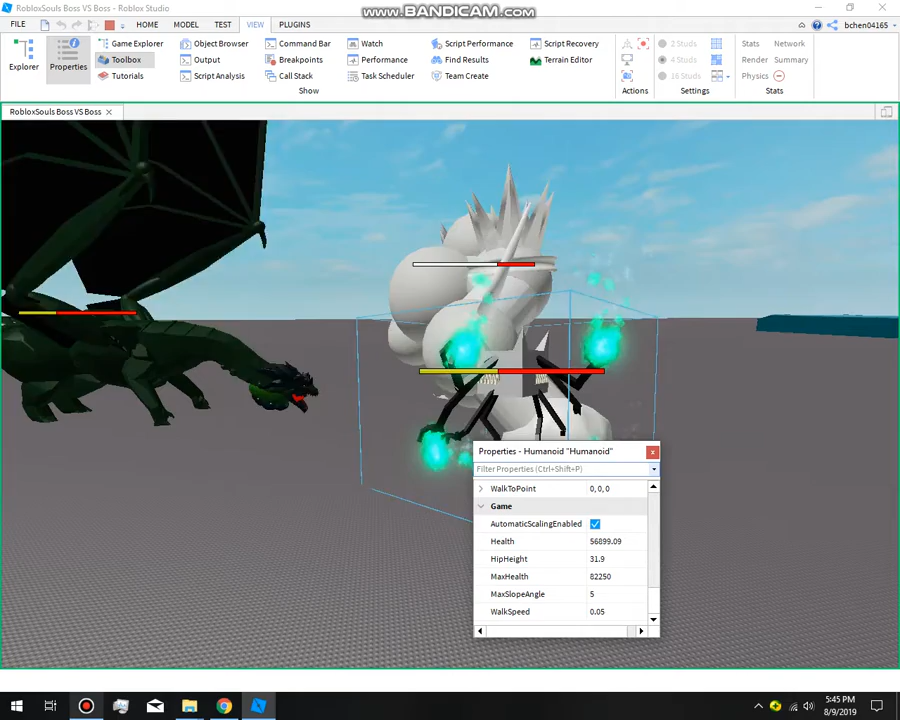 www.BANDICAM.com
RobloxSouls Boss VS Boss - Roblox Studio
FILE HOME MODEL TEST VIEW PLUGINS bchen04165
Explorer
Properties
Game Explorer
Toolbox
Tutorials
Object Browser
Output
Script Analysis
Command Bar
Breakpoints
Call Stack
Watch
Performance
Task Scheduler
Script Performance
Find Results
Team Create
Script Recovery
Terrain Editor
Show
Actions
2 Studs
4 Studs
16 Studs
Settings
Stats Network
Render Summary
Physics
Stats
RobloxSouls Boss VS Boss
Properties - Humanoid "Humanoid"
Filter Properties (Ctrl+Shift+P)
WalkToPoint 0,0,0
Game
AutomaticScalingEnabled
Health 56899.09
HipHeight 31.9
MaxHealth 82250
MaxSlopeAngle 5
WalkSpeed 0.05
5:45 PM
8/9/2019